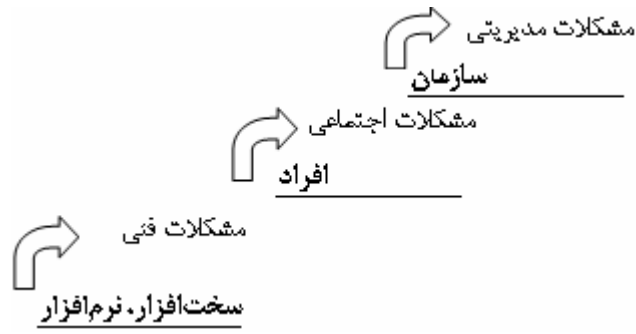 مشکلات مدیریتی
سازمان
مشکلات اجتماعی
افراد
مشکلات فنی
سخت‌افزار، نرم‌افزار